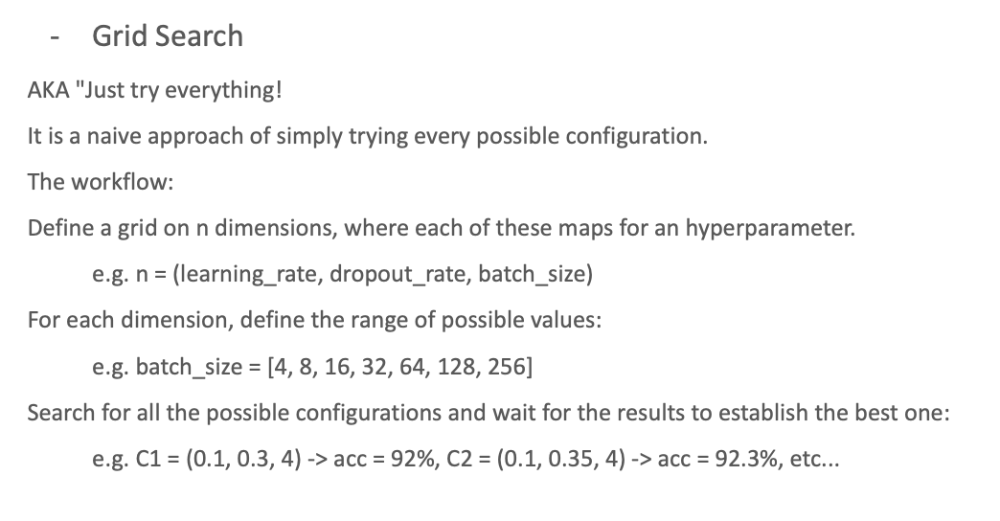 - Grid Search
AKA "Just try everything!
It is a naive approach of simply trying every possible configuration.
The workflow:
Define a grid on n dimensions, where each of these maps for an hyperparameter.
e.g. n = (learning_rate, dropout_rate, batch_size)
For each dimension, define the range of possible values:
e.g. batch_size = [4, 8, 16, 32, 64, 128, 256]
Search for all the possible configurations and wait for the results to establish the best one:
e.g. C1 = (0.1, 0.3, 4) -> acc = 92%, C2 = (0.1, 0.35, 4) -> acc = 92.3%, etc...